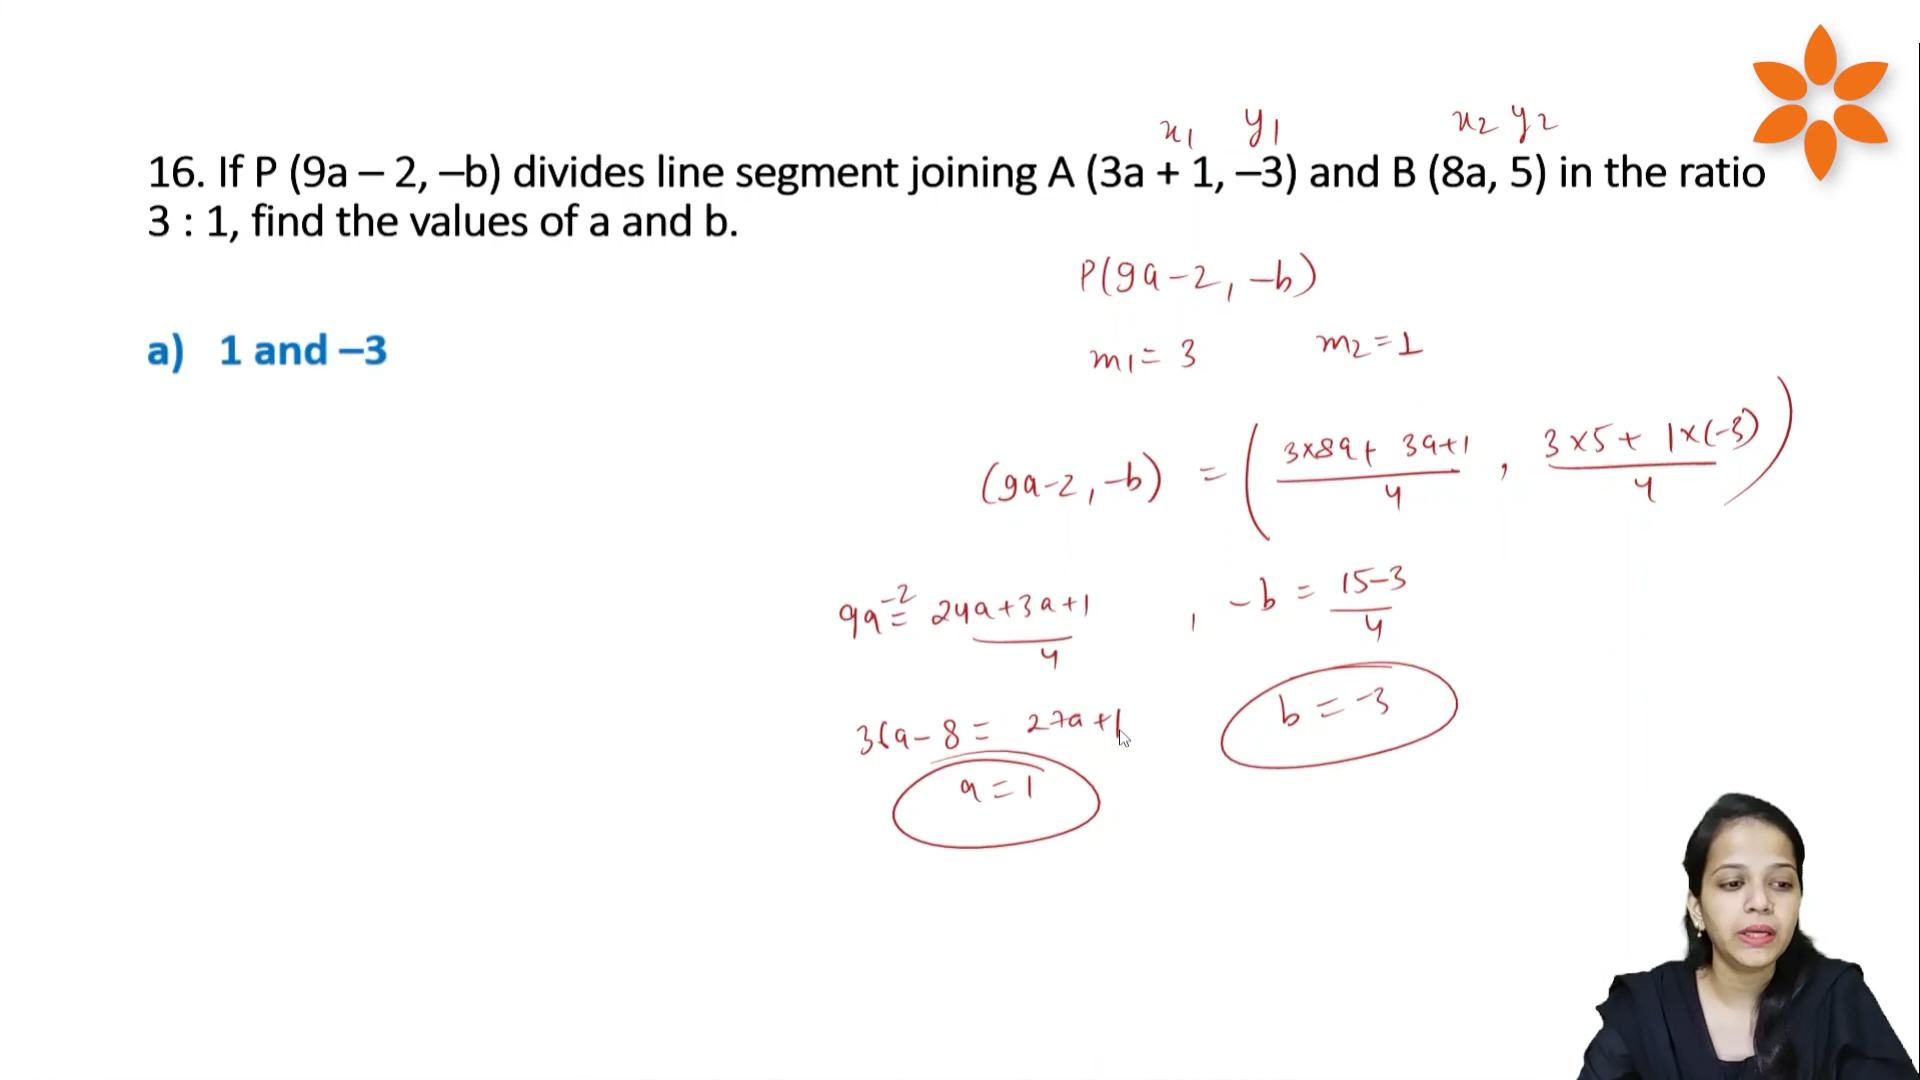 x1 y1 x2 y2
16. If P (9a – 2, –b) divides line segment joining A (3a + 1, –3) and B (8a, 5) in the ratio
3 : 1, find the values of a and b.
P(9a-2, -b)
a) 1 and –3
m1 = 3 m2 = 1
(9a-2, -b) = ( 3×8a + 3a+1 / 4 , 3×5 + 1×(-3) / 4 )
9a-2 = 24a+3a+1 / 4 , -b = 15-3 / 4
36a - 8 = 27a + 1 b = -3
a = 1